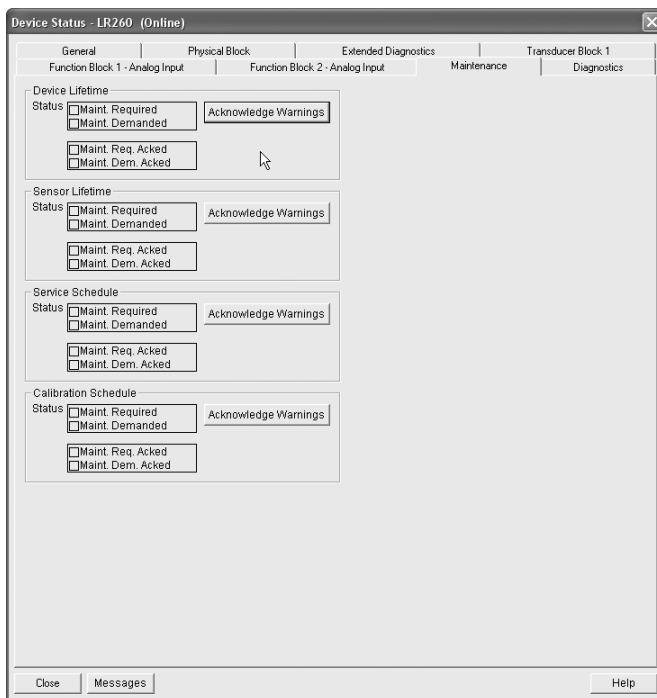 Device Status - LR260 (Online)
General Physical Block Extended Diagnostics Transducer Block 1
Function Block 1 - Analog Input Function Block 2 - Analog Input Maintenance Diagnostics
Device Lifetime
Status Maint. Required Acknowledge Warnings
Maint. Demanded
Maint. Req. Acked
Maint. Dem. Acked
Sensor Lifetime
Status Maint. Required Acknowledge Warnings
Maint. Demanded
Maint. Req. Acked
Maint. Dem. Acked
Service Schedule
Status Maint. Required Acknowledge Warnings
Maint. Demanded
Maint. Req. Acked
Maint. Dem. Acked
Calibration Schedule
Status Maint. Required Acknowledge Warnings
Maint. Demanded
Maint. Req. Acked
Maint. Dem. Acked
Close Messages Help